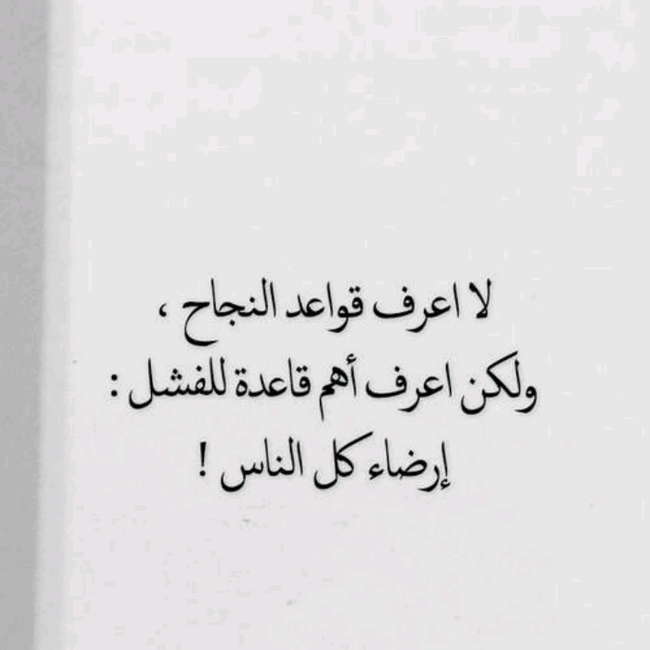 لا اعرف قواعد النجاح ،
ولكن اعرف أهم قاعدة للفشل :
إرضاء كل الناس !